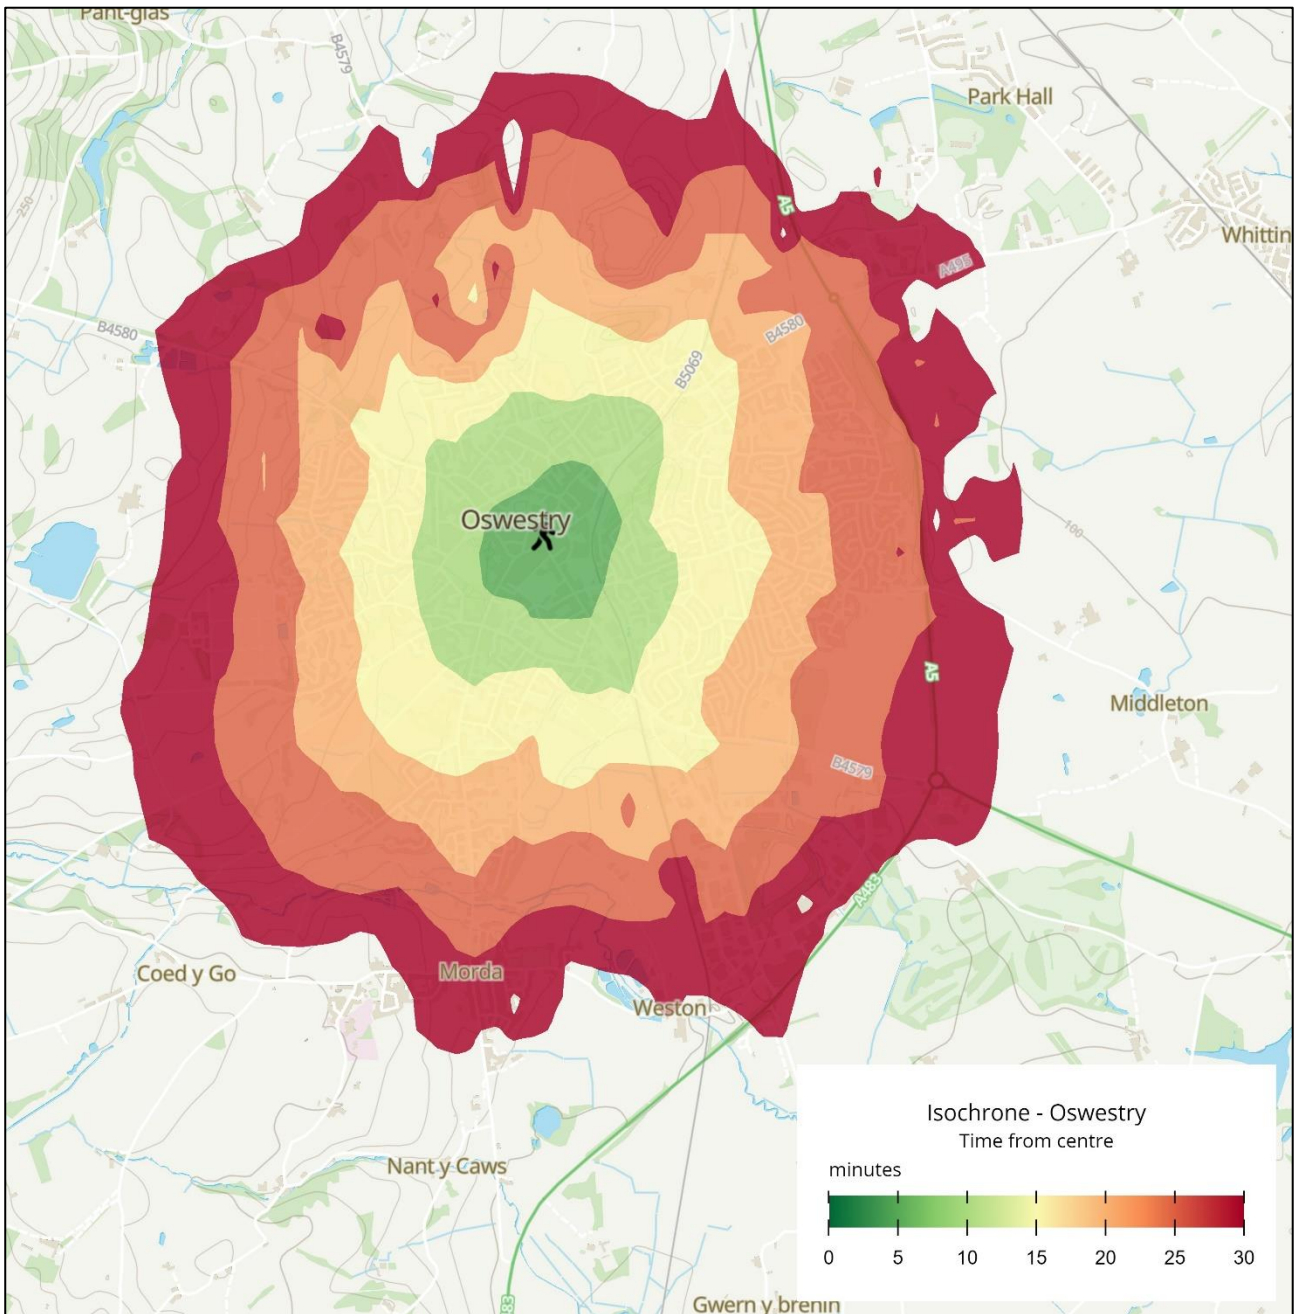 Pant-glas
B4579
Park Hall
Whittin
A5
A495
250
B4580
B4580
B5069
Oswestry
100
A5
Middleton
B4579
A483
Coed y Go
Morda
Weston
Isochrone - Oswestry
Time from centre
minutes
0 5 10 15 20 25 30
Nant y Caws
Gwern y brenin